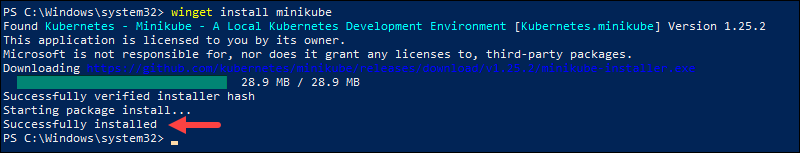 PS C:\Windows\system32> winget install minikube
Found Kubernetes - Minikube - A Local Kubernetes Development Environment [Kubernetes.minikube] Version 1.25.2
This application is licensed to you by its owner.
Microsoft is not responsible for, nor does it grant any licenses to, third-party packages.
Downloading https://github.com/kubernetes/minikube/releases/download/v1.25.2/minikube-installer.exe
28.9 MB / 28.9 MB
Successfully verified installer hash
Starting package install...
Successfully installed
PS C:\Windows\system32>